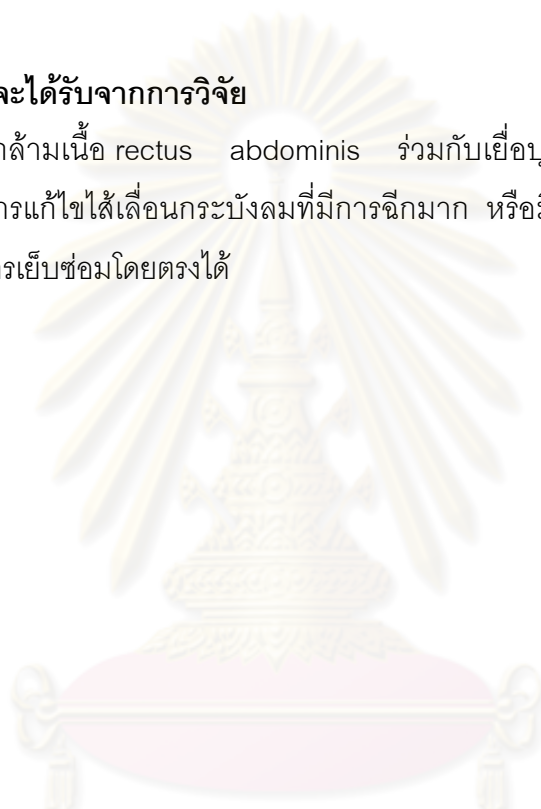 จะได้รับจากการวิจัย
ล้ามเนื้อ rectus abdominis ร่วมกับเยื่อบุ
ารแก้ไขไส้เลื่อนกระบังลมที่มีการฉีกมาก หรือ
ารเย็บซ่อมโดยตรงได้